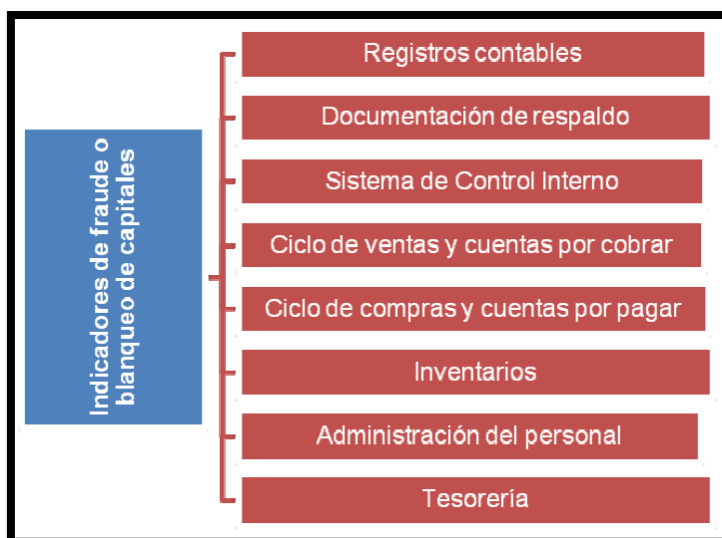 Indicadores de fraude o
blanqueo de capitales
Registros contables
Documentación de respaldo
Sistema de Control Interno
Ciclo de ventas y cuentas por cobrar
Ciclo de compras y cuentas por pagar
Inventarios
Administración del personal
Tesorería